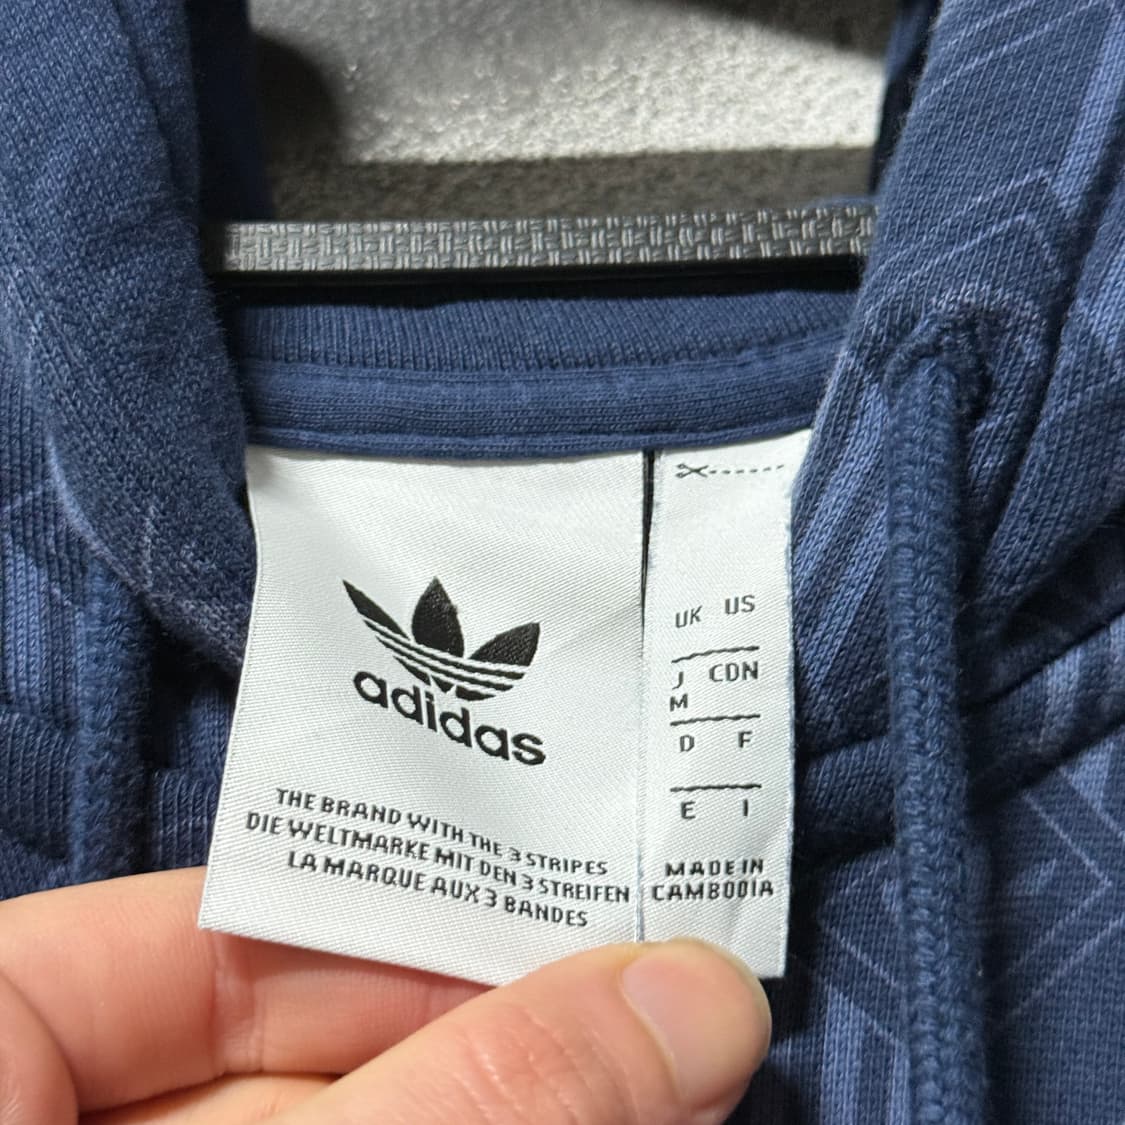 adidas
THE BRAND WITH THE 3 STRIPES
DIE WELTMARKE MIT DEN 3 STREIFEN
LA MARQUE AUX 3 BANDES
UK US
J CDN
M
D F
E I
MADE IN
CAMBODIA